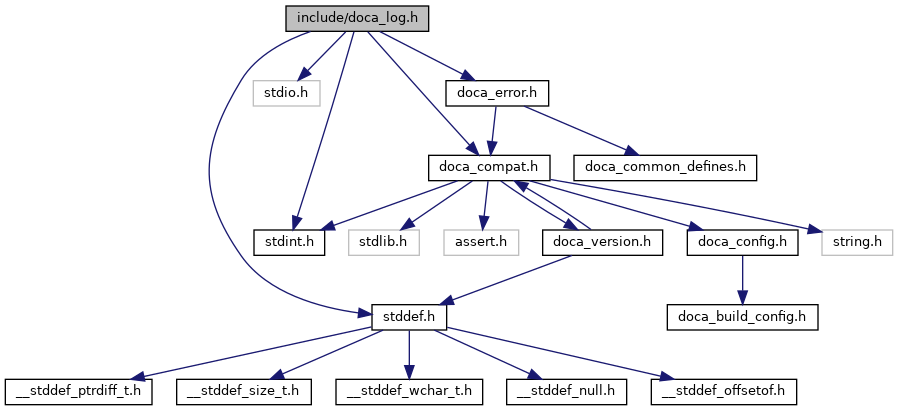 include/doca_log.h
stdio.h
doca_error.h
doca_compat.h
doca_common_defines.h
stdint.h
stdlib.h
assert.h
doca_version.h
doca_config.h
string.h
stddef.h
doca_build_config.h
__stddef_ptrdiff_t.h
__stddef_size_t.h
__stddef_wchar_t.h
__stddef_null.h
__stddef_offsetof.h